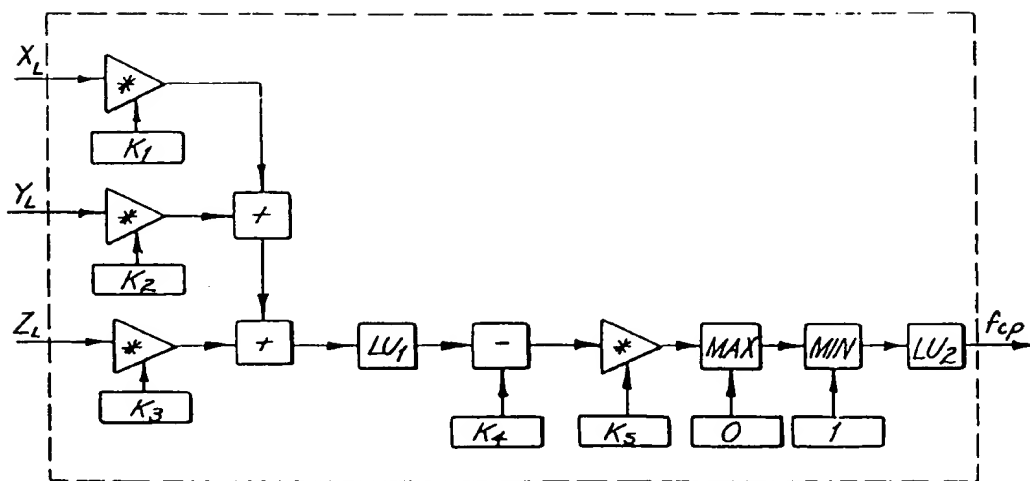 X_L
*
K_1
Y_L
*
+
K_2
Z_L
*
+
LU_1
-
*
MAX
MIN
LU_2
f_cp
K_3
K_4
K_5
0
1